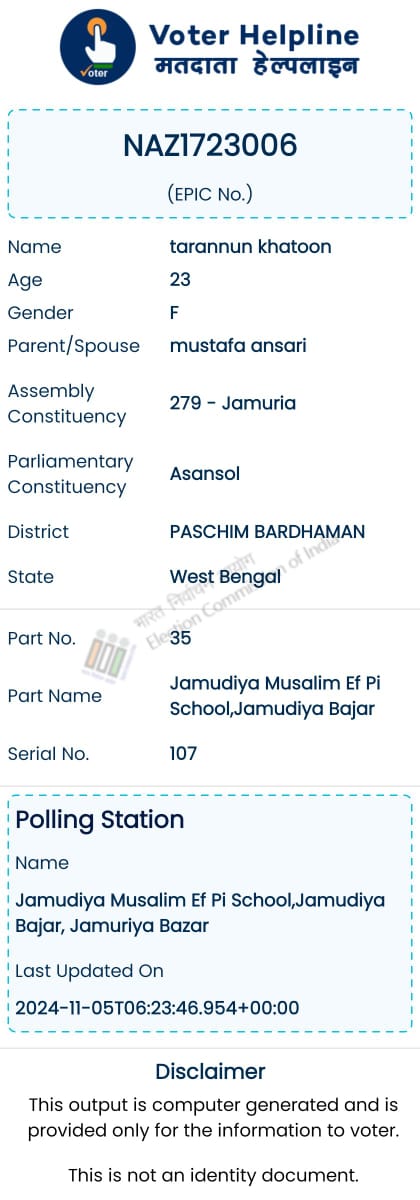 Voter Helpline
मतदाता हेल्पलाइन
Voter
NAZ1723006
(EPIC No.)
Name tarannun khatoon
Age 23
Gender F
Parent/Spouse mustafa ansari
Assembly
Constituency
279 - Jamuria
Parliamentary
Constituency
Asansol
District PASCHIM BARDHAMAN
State West Bengal
भारत निर्वाचन आयोग
Election Commission of India
Part No. 35
Part Name
Jamudiya Musalim Ef Pi
School,Jamudiya Bajar
Serial No. 107
Polling Station
Name
Jamudiya Musalim Ef Pi School,Jamudiya
Bajar, Jamuriya Bazar
Last Updated On
2024-11-05T06:23:46.954+00:00
Disclaimer
This output is computer generated and is
provided only for the information to voter.
This is not an identity document.